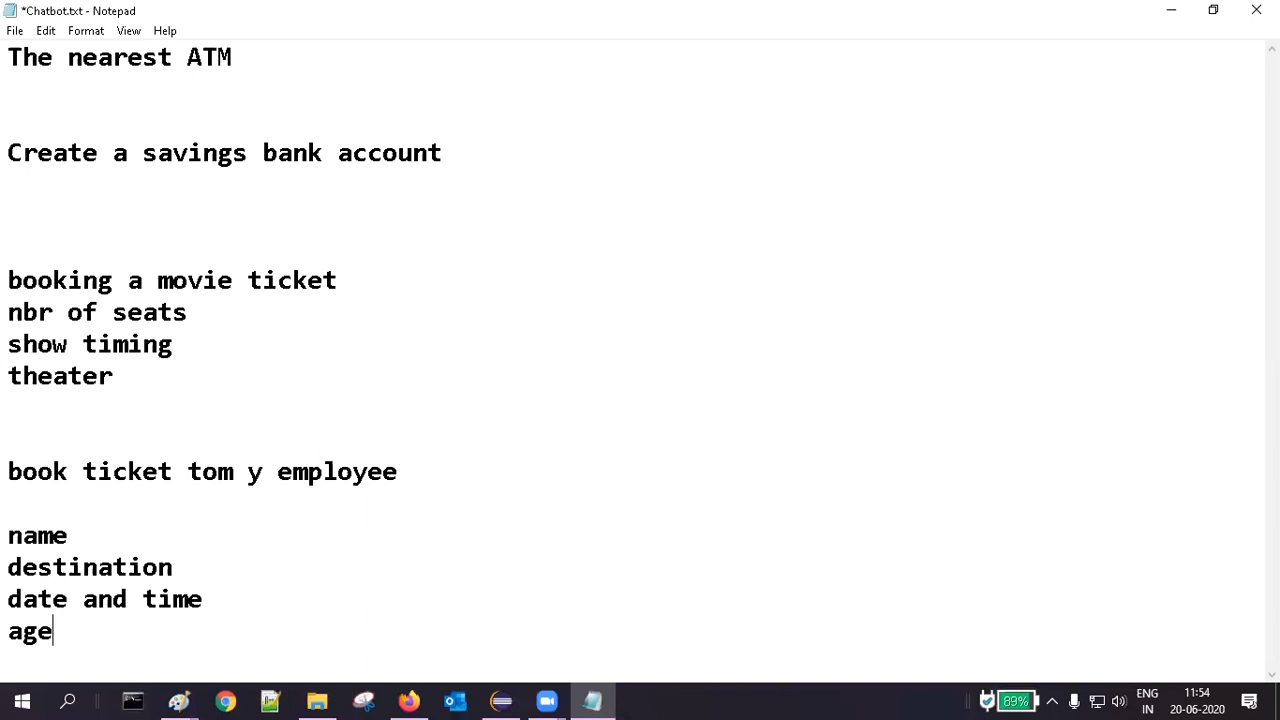 *Chatbot.txt - Notepad
File Edit Format View Help
The nearest ATM
Create a savings bank account
booking a movie ticket
nbr of seats
show timing
theater
book ticket tom y employee
name
destination
date and time
age
89%
ENG
IN
11:54
20-06-2020